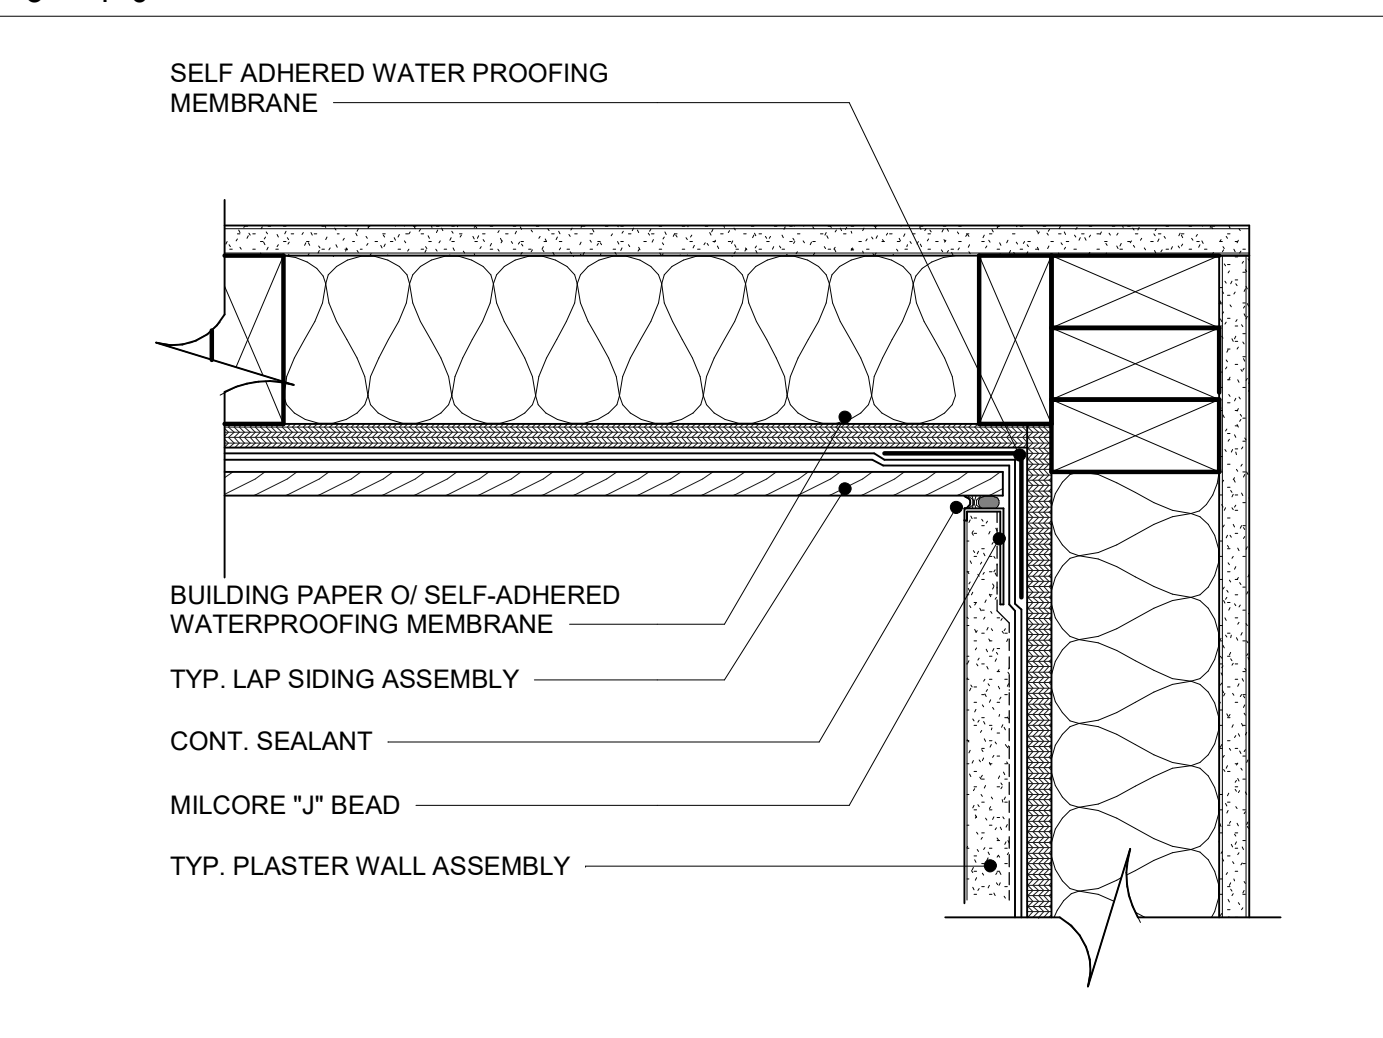 SELF ADHERED WATER PROOFING
MEMBRANE
BUILDING PAPER O/ SELF-ADHERED
WATERPROOFING MEMBRANE
TYP. LAP SIDING ASSEMBLY
CONT. SEALANT
MILCORE "J" BEAD
TYP. PLASTER WALL ASSEMBLY